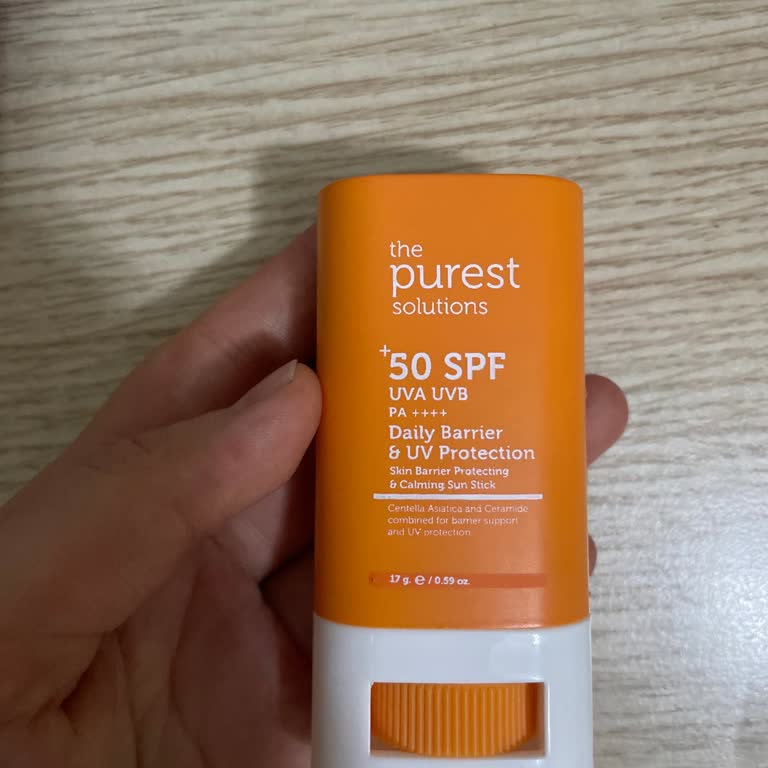 the
purest
solutions
+50 SPF
UVA UVB
PA ++++
Daily Barrier
& UV Protection
Skin Barrier Protecting
& Calming Sun Stick
Centella Asiatica and Ceramide
combined for barrier support
and UV protection.
17 g. ℮ / 0.59 oz.